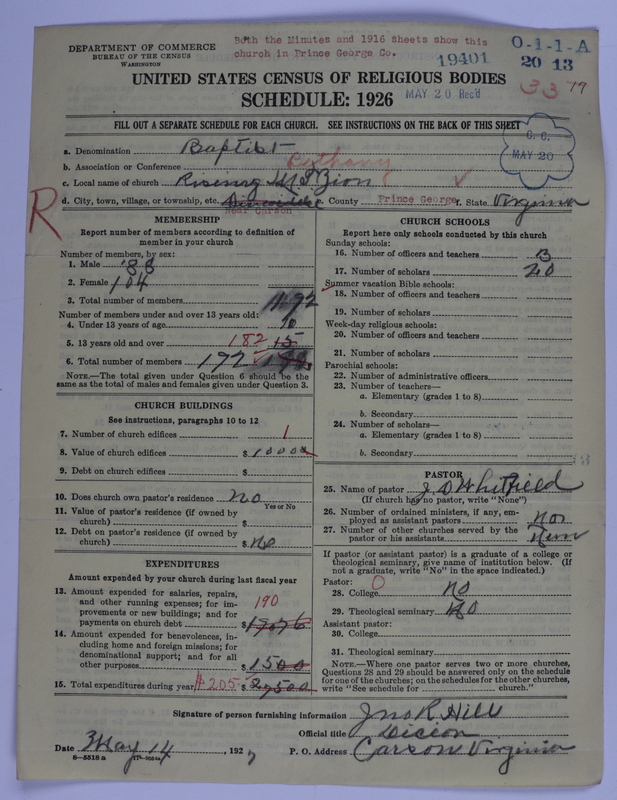 DEPARTMENT OF COMMERCE
BUREAU OF THE CENSUS
WASHINGTON
Both the Minutes and 1916 sheets show this
church in Prince George Co.
19401
O-1-1-A
20 13
MAY 20 Rec'd
33 79
UNITED STATES CENSUS OF RELIGIOUS BODIES
SCHEDULE: 1926
FILL OUT A SEPARATE SCHEDULE FOR EACH CHURCH. SEE INSTRUCTIONS ON THE BACK OF THIS SHEET
C. C.
MAY 20
a. Denomination Baptist
b. Association or Conference Bethany
c. Local name of church Risenig Mt Zion
d. City, town, village, or township, etc. e. County Prince George f. State Virginia
Near Carson
R
MEMBERSHIP
Report number of members according to definition of
member in your church
Number of members, by sex:
1. Male 88
2. Female 104
3. Total number of members 192
Number of members under and over 13 years old:
4. Under 13 years of age 10
5. 13 years old and over 182 15
6. Total number of members 192
NOTE.—The total given under Question 6 should be the
same as the total of males and females given under Question 3.
CHURCH BUILDINGS
See instructions, paragraphs 10 to 12
7. Number of church edifices 1
8. Value of church edifices $ 1000
9. Debt on church edifices $
10. Does church own pastor's residence no
Yes or No
11. Value of pastor's residence (if owned by
church) $
12. Debt on pastor's residence (if owned by
church) $ No
EXPENDITURES
Amount expended by your church during last fiscal year
13. Amount expended for salaries, repairs,
and other running expenses; for im-
provements or new buildings; and for
payments on church debt $ 190
14. Amount expended for benevolences, in-
cluding home and foreign missions; for
denominational support; and for all
other purposes 1500
15. Total expenditures during year # 205 $
CHURCH SCHOOLS
Report here only schools conducted by this church
Sunday schools:
16. Number of officers and teachers 3
17. Number of scholars 20
Summer vacation Bible schools:
18. Number of officers and teachers
19. Number of scholars
Week-day religious schools:
20. Number of officers and teachers
21. Number of scholars
Parochial schools:
22. Number of administrative officers
23. Number of teachers—
a. Elementary (grades 1 to 8)
b. Secondary
24. Number of scholars—
a. Elementary (grades 1 to 8)
b. Secondary
PASTOR
25. Name of pastor J. D Whitfield
(If church has no pastor, write "None")
26. Number of ordained ministers, if any, em-
ployed as assistant pastors
27. Number of other churches served by the
pastor or his assistants
If pastor (or assistant pastor) is a graduate of a college or
theological seminary, give name of institution below. (If
not a graduate, write "No" in the space indicated.)
Pastor: 0
28. College no
29. Theological seminary No
Assistant pastor:
30. College
31. Theological seminary
NOTE.—Where one pastor serves two or more churches,
Questions 28 and 29 should be answered only on the schedule
for one of the churches; on the schedules for the other churches,
write "See schedule for church."
Signature of person furnishing information Jno R Hill
Official title Dicion
Date May 14, 1927 P. O. Address Carson Virginia
8—5518 a